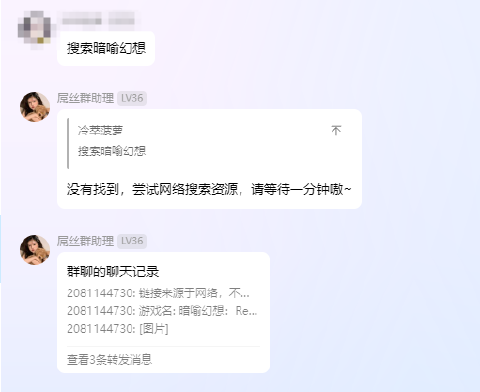 搜索暗喻幻想
屌丝群助理 LV36
冷萃菠萝
搜索暗喻幻想
没有找到，尝试网络搜索资源，请等待一分钟嗷~
屌丝群助理 LV36
群聊的聊天记录
2081144730: 链接来源于网络，不...
2081144730: 游戏名: 暗喻幻想：Re...
2081144730: [图片]
查看3条转发消息